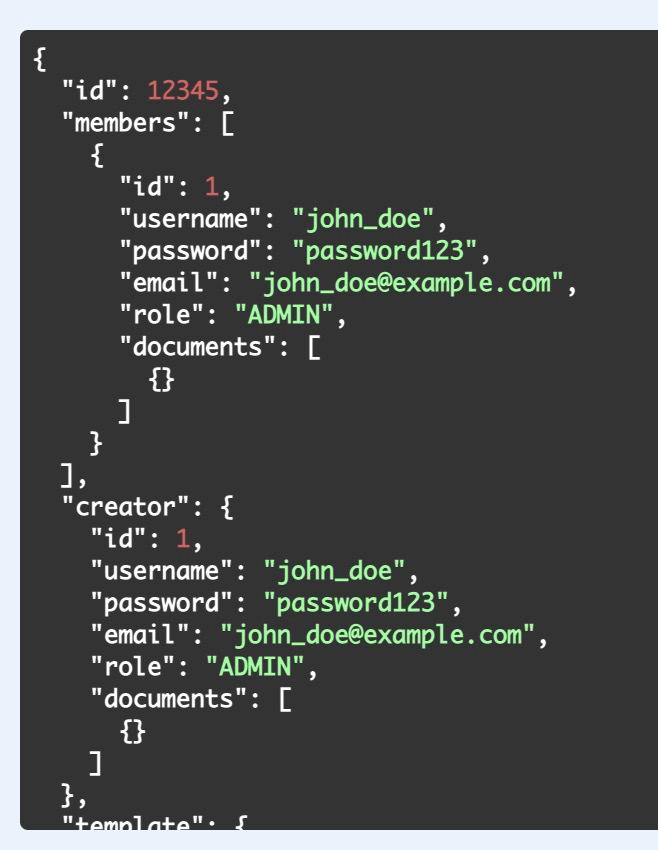 {
  "id": 12345,
  "members": [
    {
      "id": 1,
      "username": "john_doe",
      "password": "password123",
      "email": "john_doe@example.com",
      "role": "ADMIN",
      "documents": [
        {}
      ]
    }
  ],
  "creator": {
    "id": 1,
    "username": "john_doe",
    "password": "password123",
    "email": "john_doe@example.com",
    "role": "ADMIN",
    "documents": [
      {}
    ]
  },
  "template": {